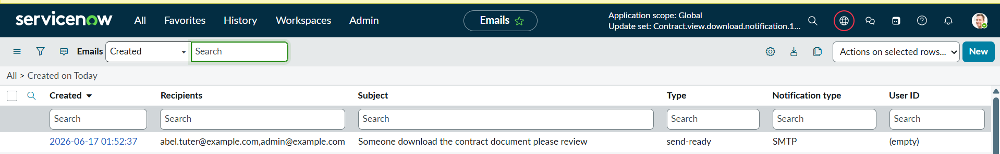 servicenow All Favorites History Workspaces Admin Emails Application scope: Global
Update set: Contract.view.download.notification.1...
Emails Created Search Actions on selected rows... New
All > Created on Today
Created Recipients Subject Type Notification type User ID
Search Search Search Search Search Search
2026-06-17 01:52:37 abel.tuter@example.com,admin@example.com Someone download the contract document please review send-ready SMTP (empty)